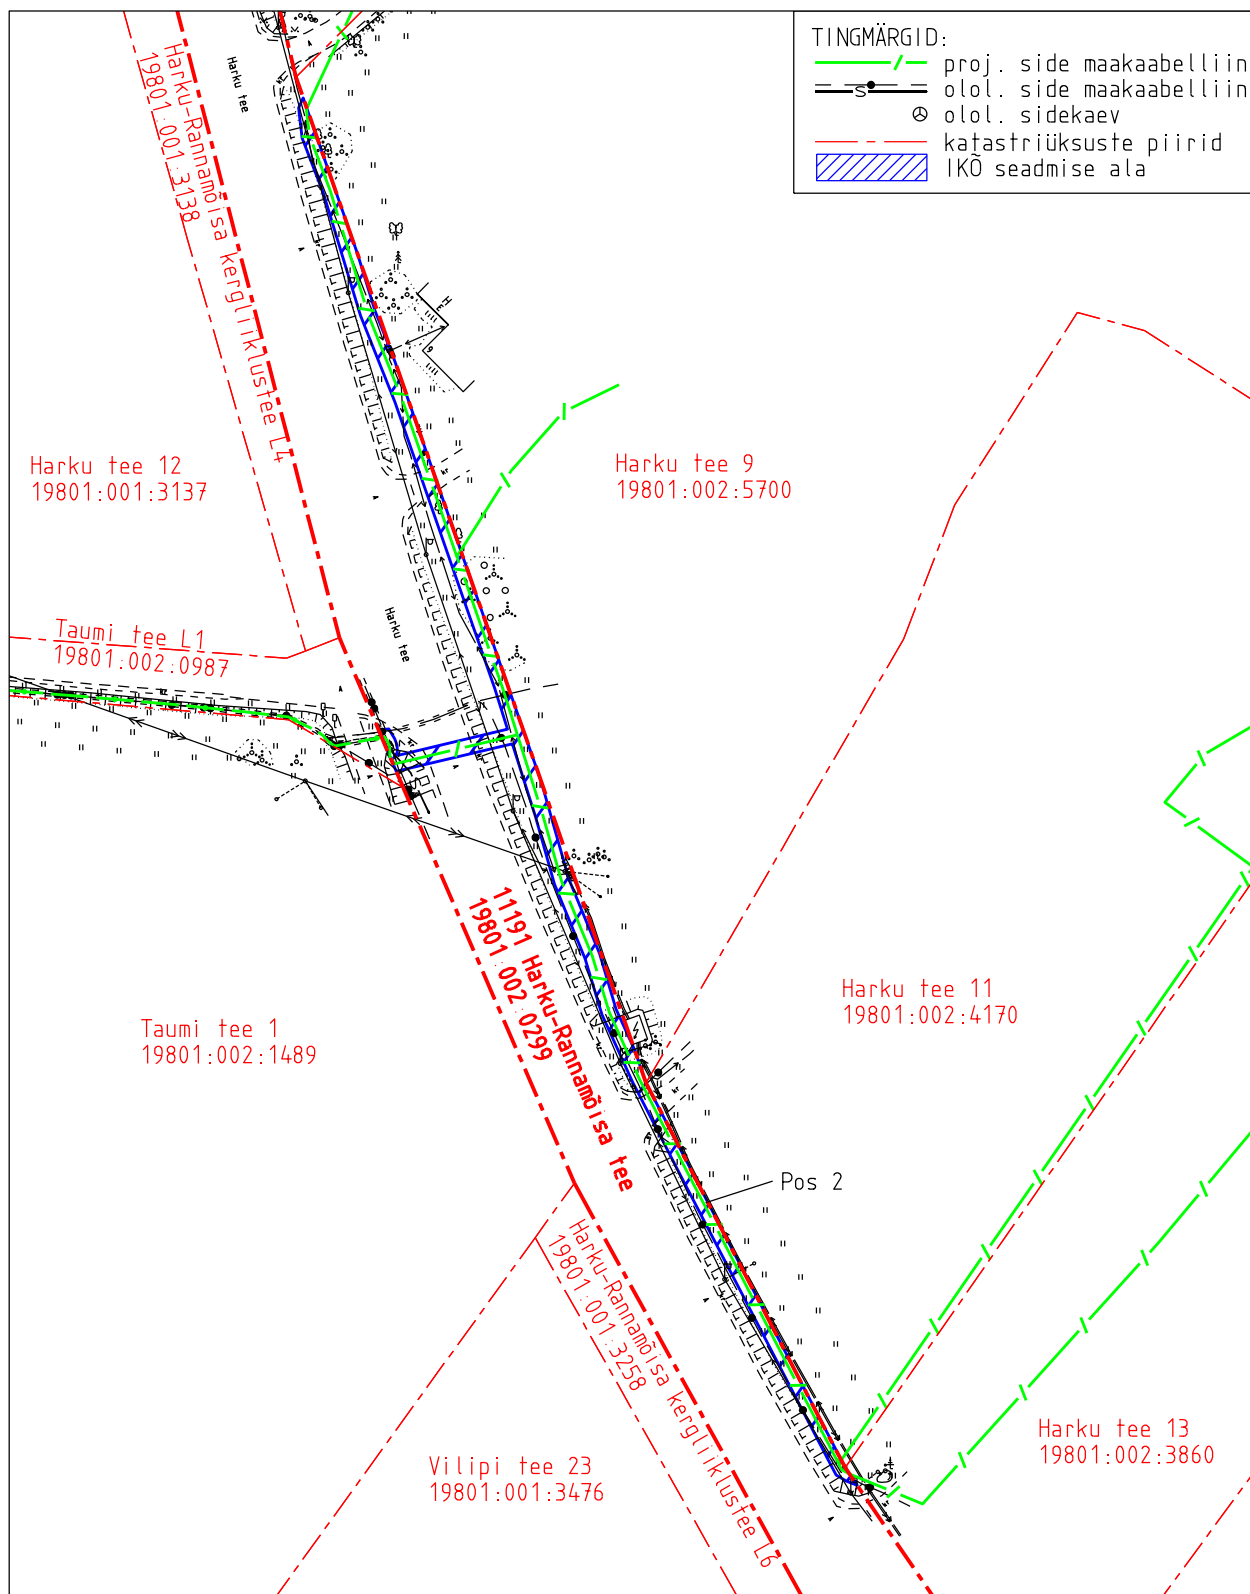 TINGMÄRGID:
proj. side maakaabelliin
olol. side maakaabelliin
olol. sidekaev
katastriüksuste piirid
IKÕ seadmise ala
Harku tee
Harku-Rannamõisa kergliiklustee L4
19801:001:3138
Harku tee 12
19801:001:3137
Harku tee 9
19801:002:5700
Harku tee
Taumi tee L1
19801:002:0987
11191 Harku-Rannamõisa tee
19801:002:0299
Harku tee 11
19801:002:4170
Taumi tee 1
19801:002:1489
Pos 2
Harku-Rannamõisa kergliiklustee L6
19801:001:3258
Harku tee 13
19801:002:3860
Vilipi tee 23
19801:001:3476